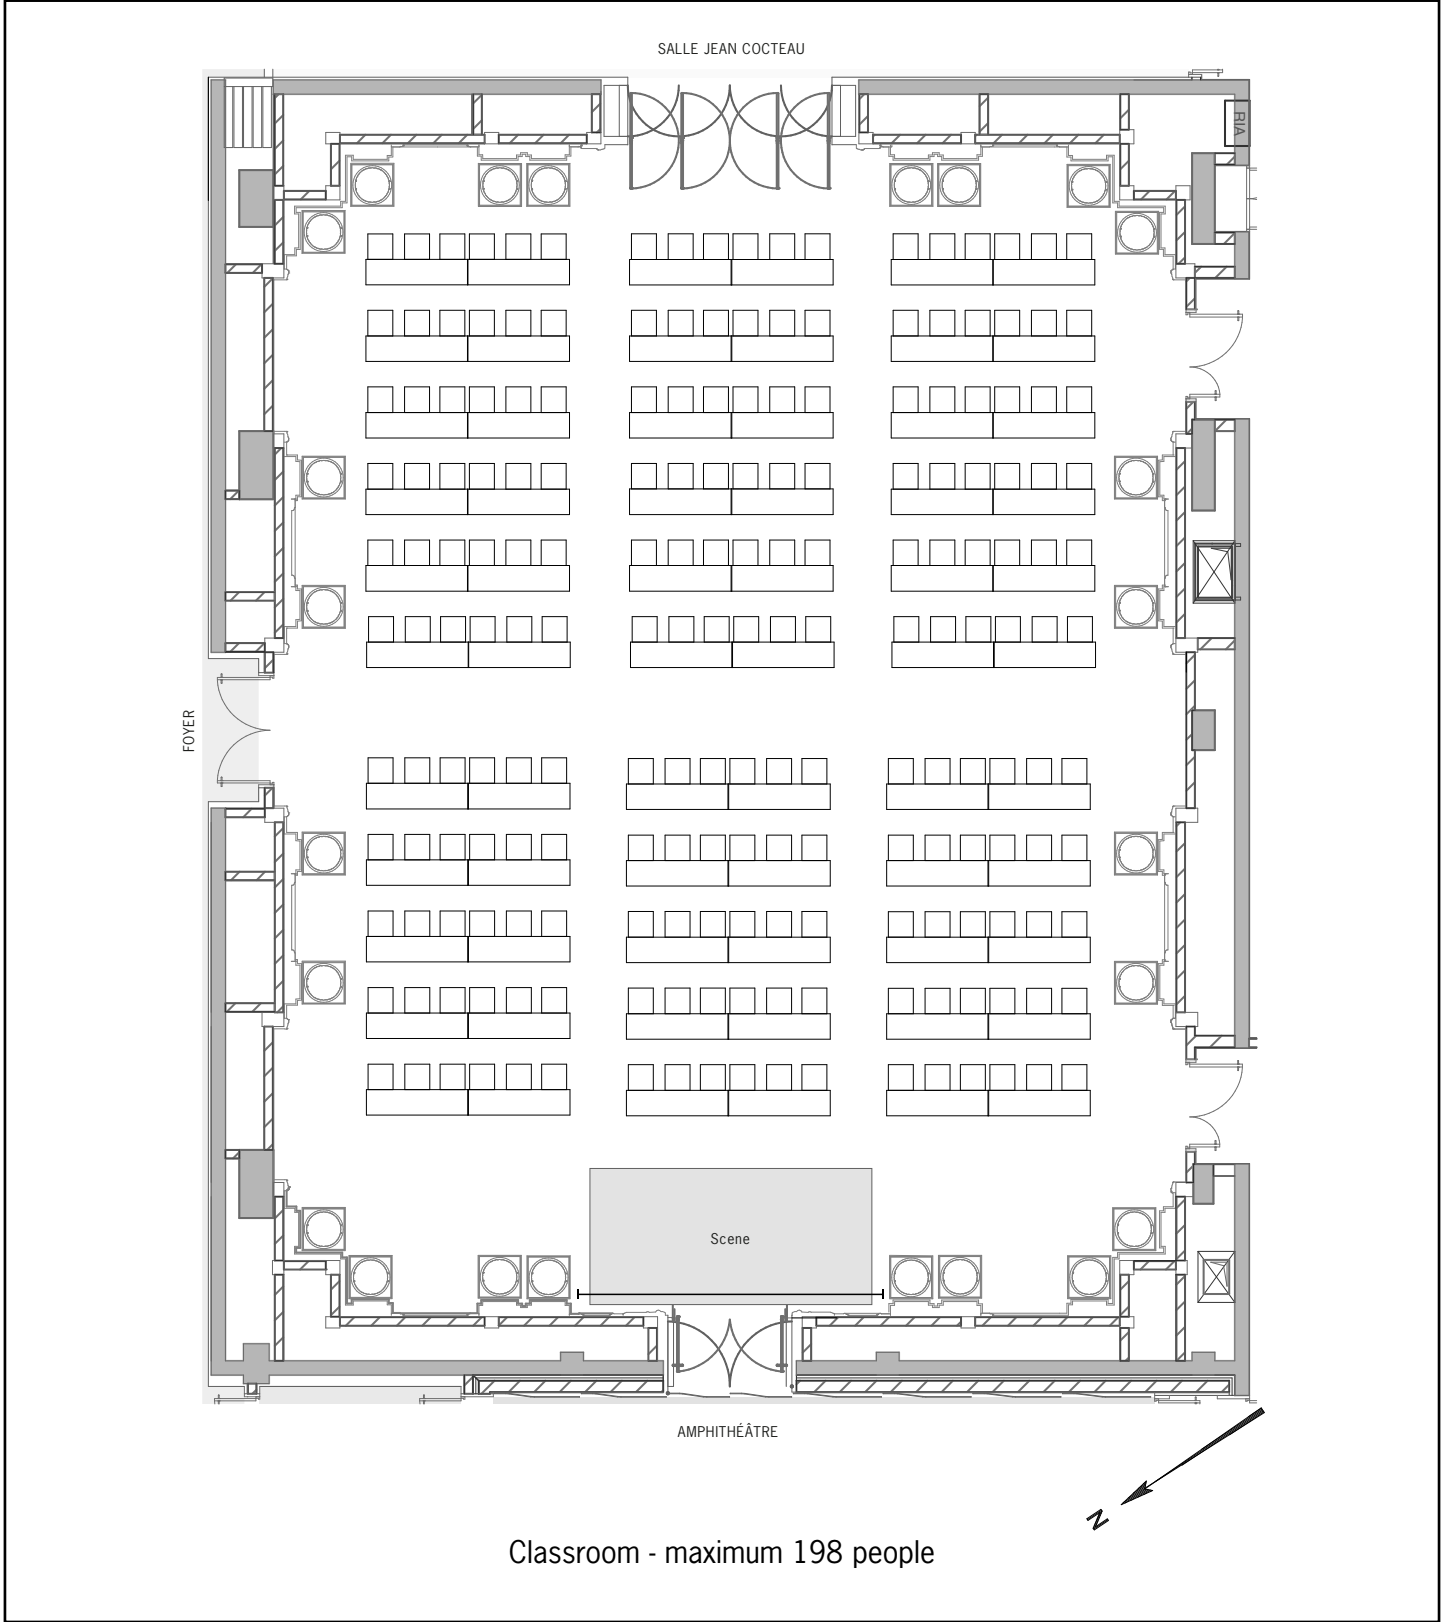 SALLE JEAN COCTEAU
RIA
FOYER
Scene
AMPHITHÉÂTRE
N
Classroom - maximum 198 people